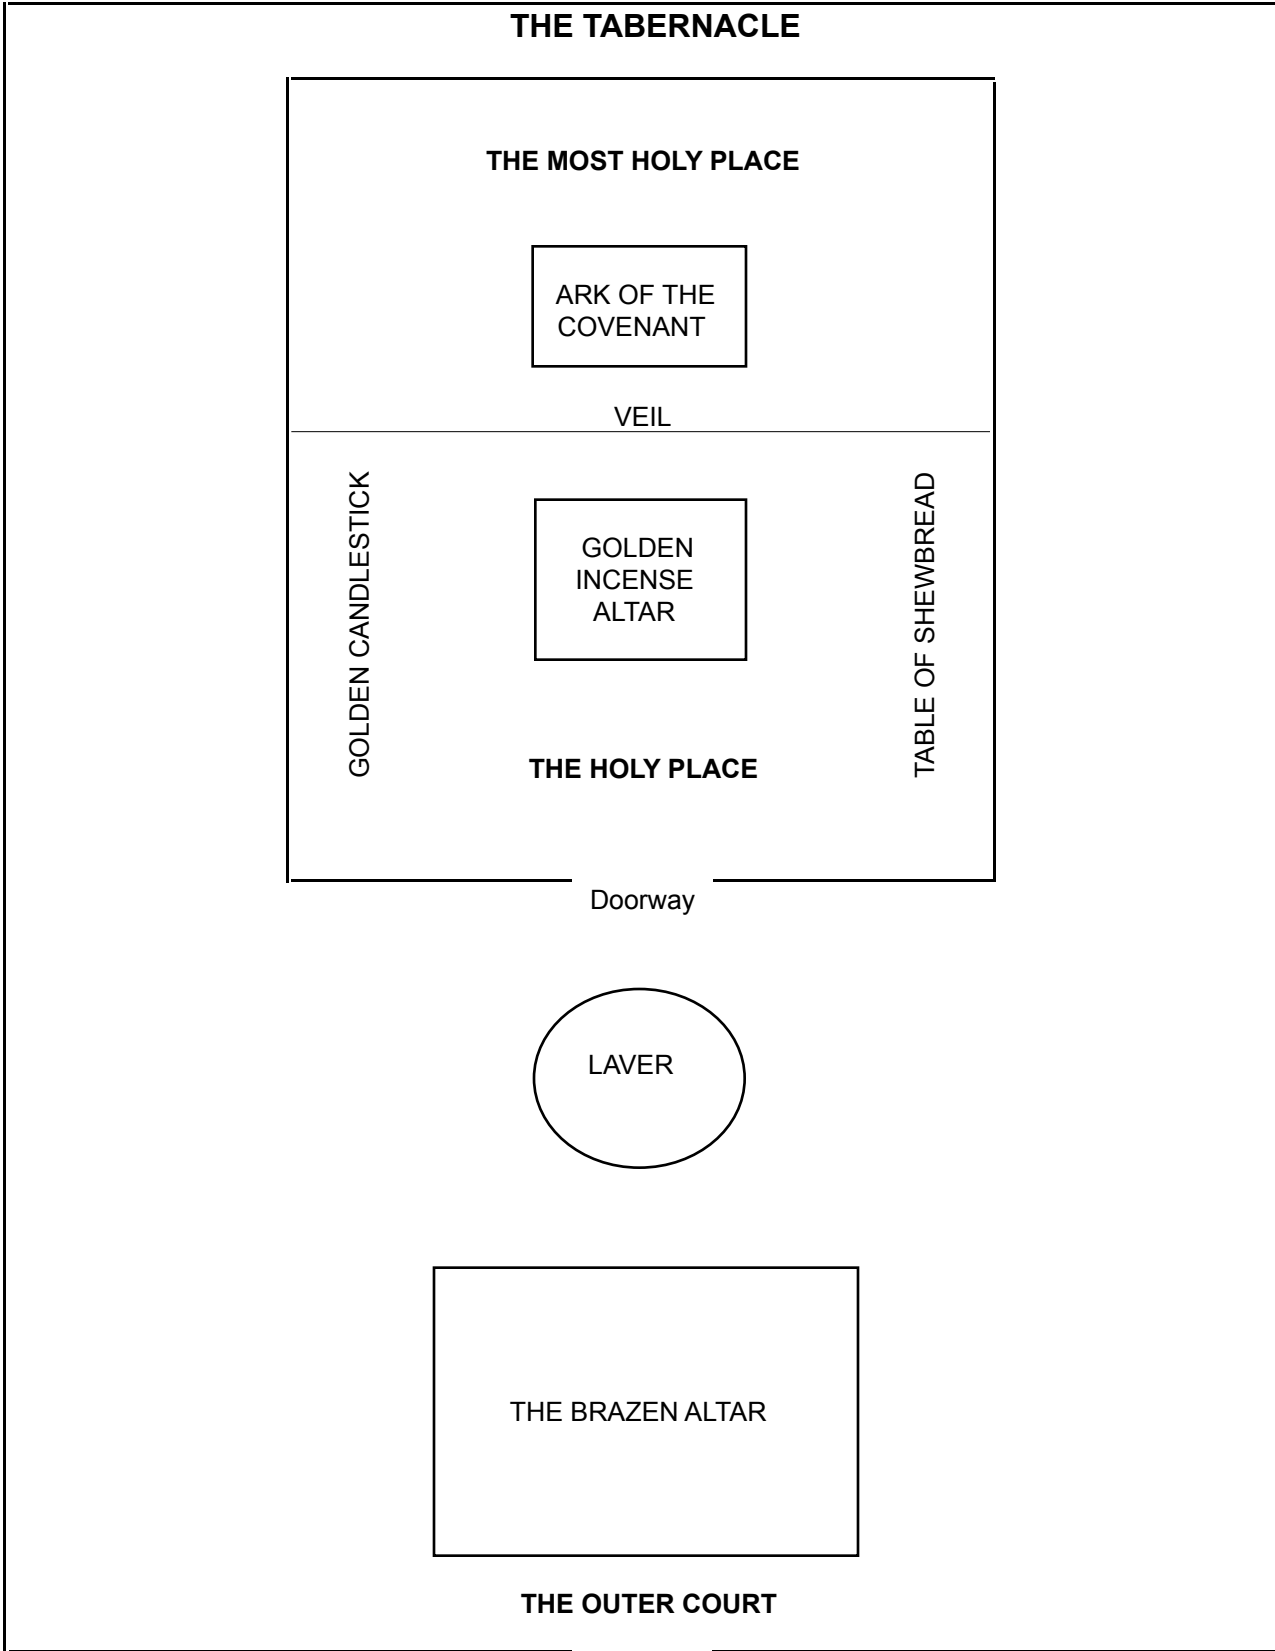 THE TABERNACLE
THE MOST HOLY PLACE
ARK OF THE
COVENANT
VEIL
GOLDEN CANDLESTICK
GOLDEN
INCENSE
ALTAR
TABLE OF SHEWBREAD
THE HOLY PLACE
Doorway
LAVER
THE BRAZEN ALTAR
THE OUTER COURT